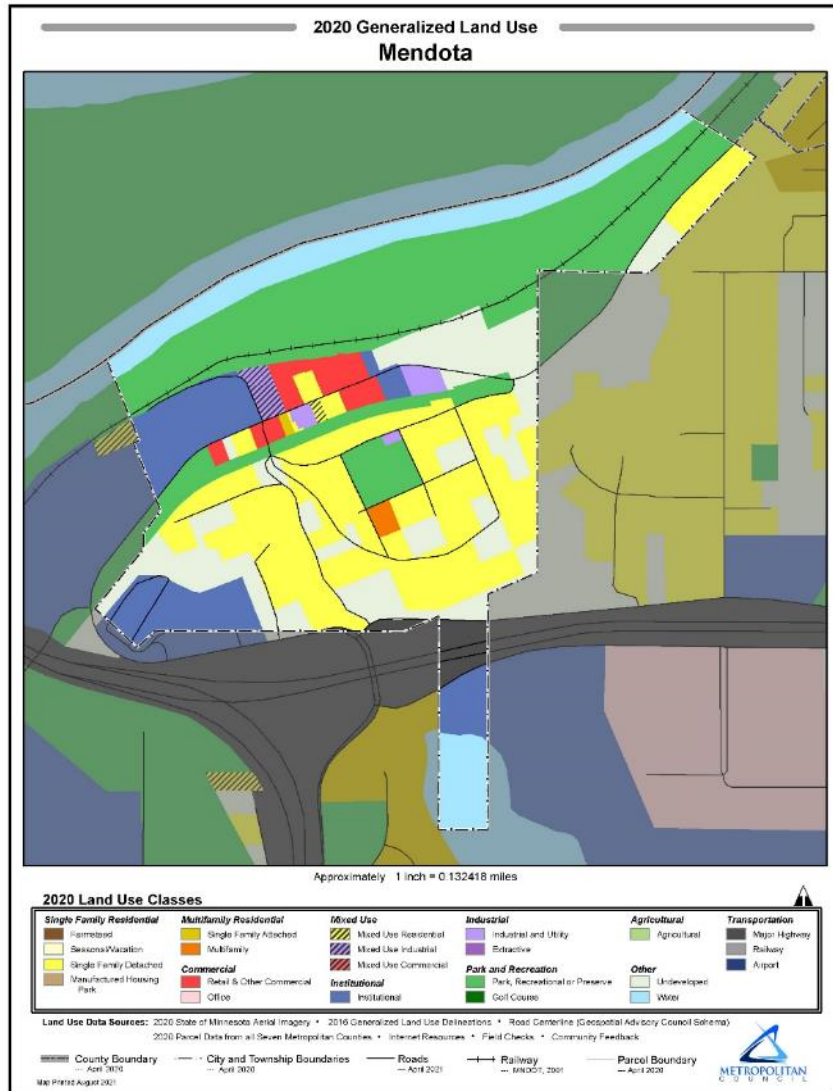 2020 Generalized Land Use
Mendota
Approximately 1 inch = 0.132418 miles
2020 Land Use Classes
Single Family Residential
Farmstead
Seasonal/Vacation
Single Family Detached
Manufactured Housing
Park
Multifamily Residential
Single Family Attached
Multifamily
Commercial
Retail & Other Commercial
Office
Mixed Use
Mixed Use Residential
Mixed Use Industrial
Mixed Use Commercial
Institutional
Institutional
Industrial
Industrial and Utility
Extractive
Park and Recreation
Park, Recreational or Preserve
Golf Course
Agricultural
Agricultural
Other
Undeveloped
Water
Transportation
Major Highway
Railway
Airport
Land Use Data Sources: 2020 State of Minnesota Aerial Imagery • 2016 Generalized Land Use Delineations • Road Centerline (Geospatial Advisory Council Schema)
2020 Parcel Data from all Seven Metropolitan Counties • Internet Resources • Field Checks • Community Feedback
County Boundary
--- April 2020
City and Township Boundaries
--- April 2020
Roads
--- April 2021
Railway
--- MNDOT, 2001
Parcel Boundary
--- April 2020
Map Printed August 2021
METROPOLITAN
COUNCIL